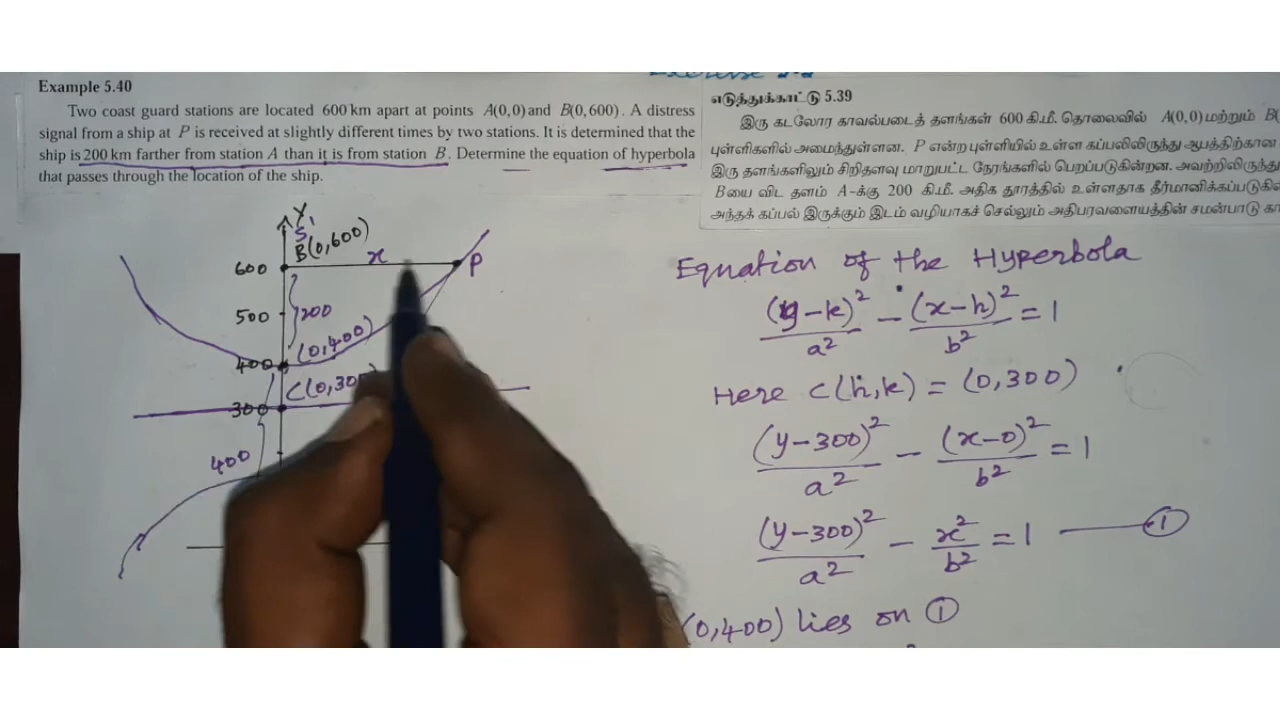 Example 5.40
Two coast guard stations are located 600 km apart at points A(0,0) and B(0,600). A distress
signal from a ship at P is received at slightly different times by two stations. It is determined that the
ship is 200 km farther from station A than it is from station B. Determine the equation of hyperbola
that passes through the location of the ship.
எடுத்துக்காட்டு 5.39
இரு கடலோர காவல்படைத் தளங்கள் 600 கி.மீ. தொலைவில் A(0,0) மற்றும் B(
புள்ளிகளில் அமைந்துள்ளன. P என்ற புள்ளியில் உள்ள கப்பலிலிருந்து ஆபத்திற்கான
இரு தளங்களிலும் சிறிதளவு மாறுபட்ட நேரங்களில் பெறப்படுகின்றன. அவற்றிலிருந்து
B யை விட தளம் A-க்கு 200 கி.மீ. அதிக தூரத்தில் உள்ளதாக தீர்மானிக்கப்படுகி
அந்தக் கப்பல் இருக்கும் இடம் வழியாகச் செல்லும் அதிபரவளையத்தின் சமன்பாடு கா
Y
S₁
B(0,600)
600
x
P
500
200
400
(0,400)
C(0,30
300
400
Equation of the Hyperbola
(y-k)²/a² - (x-h)²/b² = 1
Here C(h,k) = (0,300)
(y-300)²/a² - (x-0)²/b² = 1
(y-300)²/a² - x²/b² = 1 — ①
(0,400) lies on ①